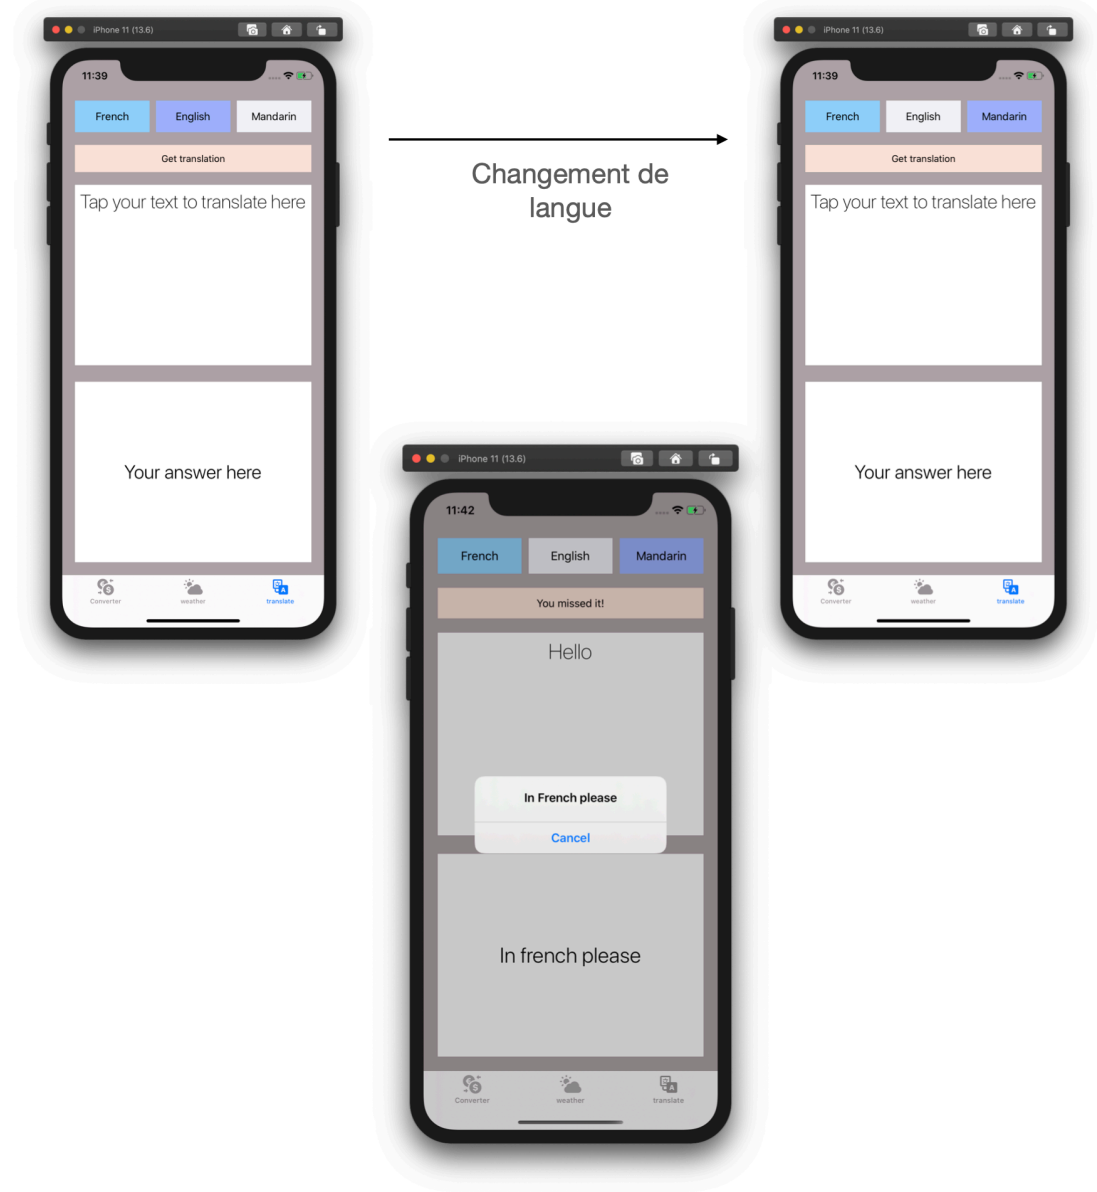 iPhone 11 (13.6)
11:39
French
English
Mandarin
Get translation
Tap your text to translate here
Your answer here
Converter
weather
translate
Changement de
langue
iPhone 11 (13.6)
11:39
French
English
Mandarin
Get translation
Tap your text to translate here
Your answer here
Converter
weather
translate
iPhone 11 (13.6)
11:42
French
English
Mandarin
You missed it!
Hello
In French please
Cancel
In french please
Converter
weather
translate